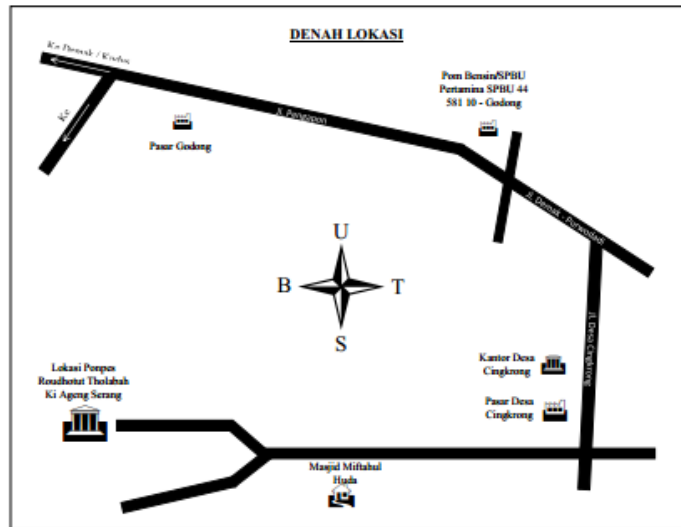 DENAH LOKASI
Ke Demak / Kudus
Ke
Pom Bensin/SPBU
Pertamina SPBU 44
581 10 - Godong
Jl. Pengipon
Pasar Godong
Jl. Demak - Purwodadi
U
B
T
S
Jl. Desa Cingkrong
Kantor Desa
Cingkrong
Lokasi Ponpes
Roudhotut Tholabah
Ki Ageng Serang
Pasar Desa
Cingkrong
Masjid Miftahul
Huda